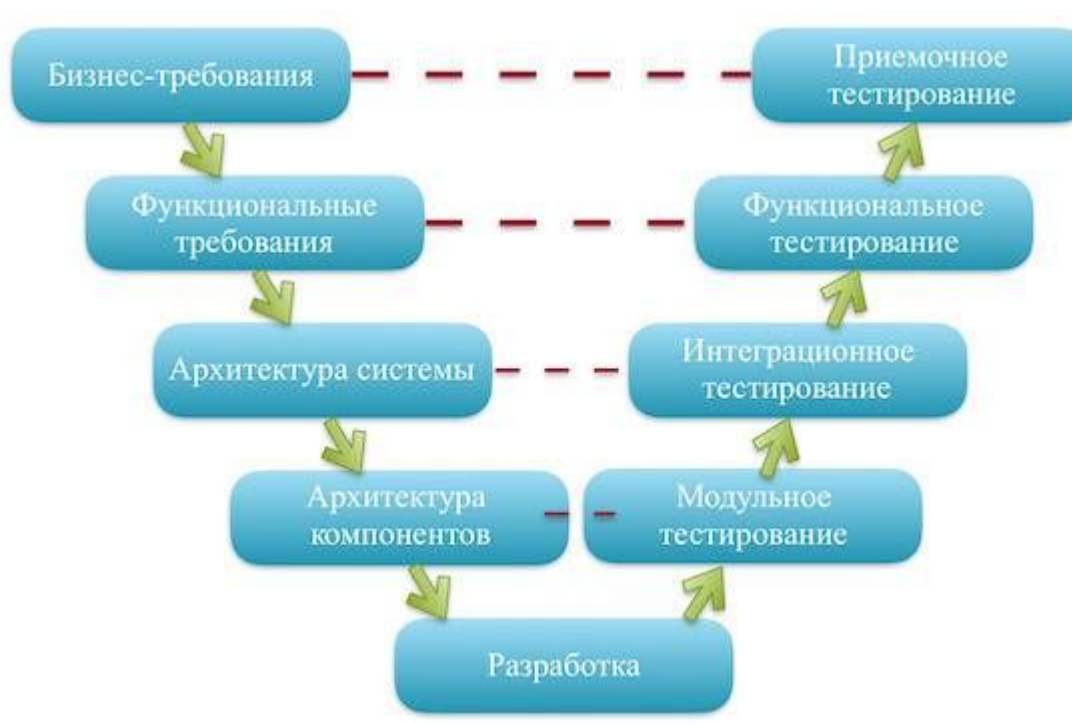 Бизнес-требования
Приемочное
тестирование
Функциональные
требования
Функциональное
тестирование
Архитектура системы
Интеграционное
тестирование
Архитектура
компонентов
Модульное
тестирование
Разработка